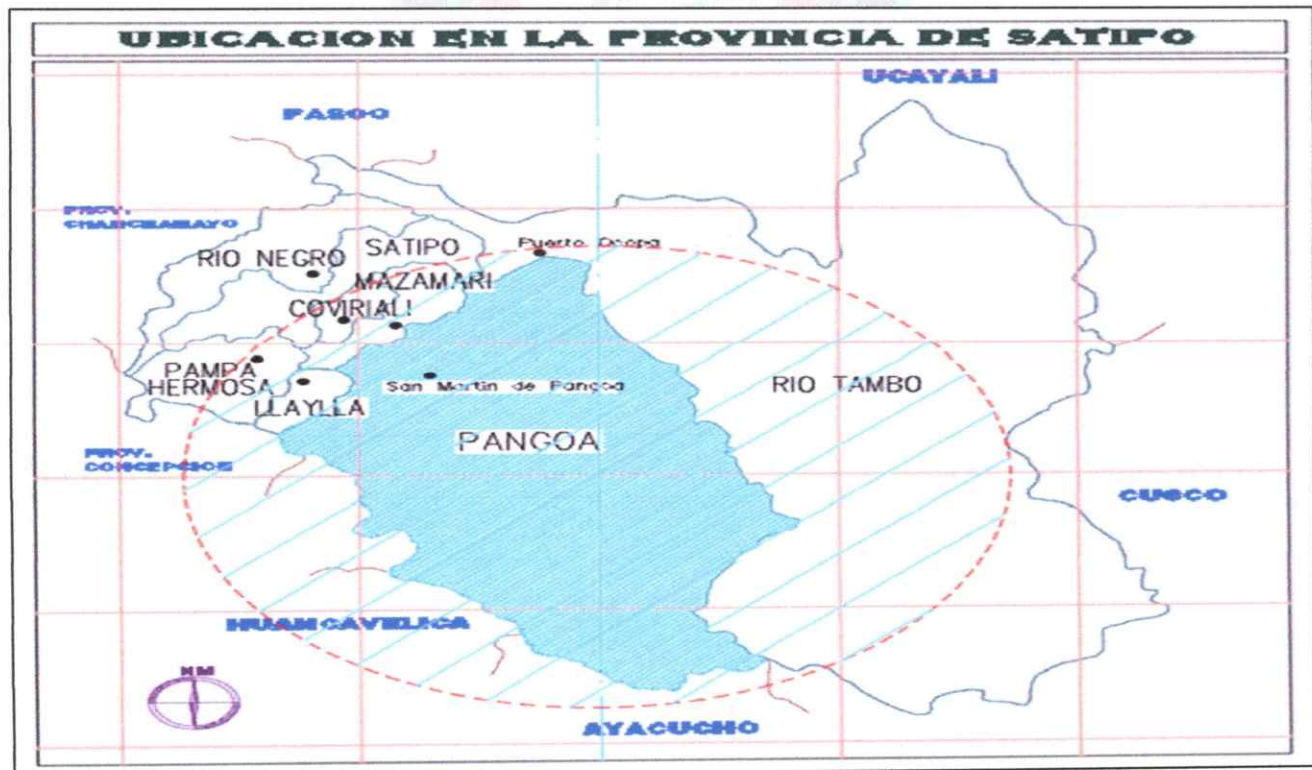 UBICACION EN LA PROVINCIA DE SATIPO
UCAYALI
PASCO
PROV.
CHANCHAMAYO
SATIPO
RIO NEGRO
Puerto Ocopa
MAZAMARI
COVIRIALI
PAMPA
HERMOSA
LLAYLLA
San Martin de Pangoa
RIO TAMBO
PANGOA
PROV.
CONCEPCION
CUSCO
HUANCAVELICA
NM
AYACUCHO